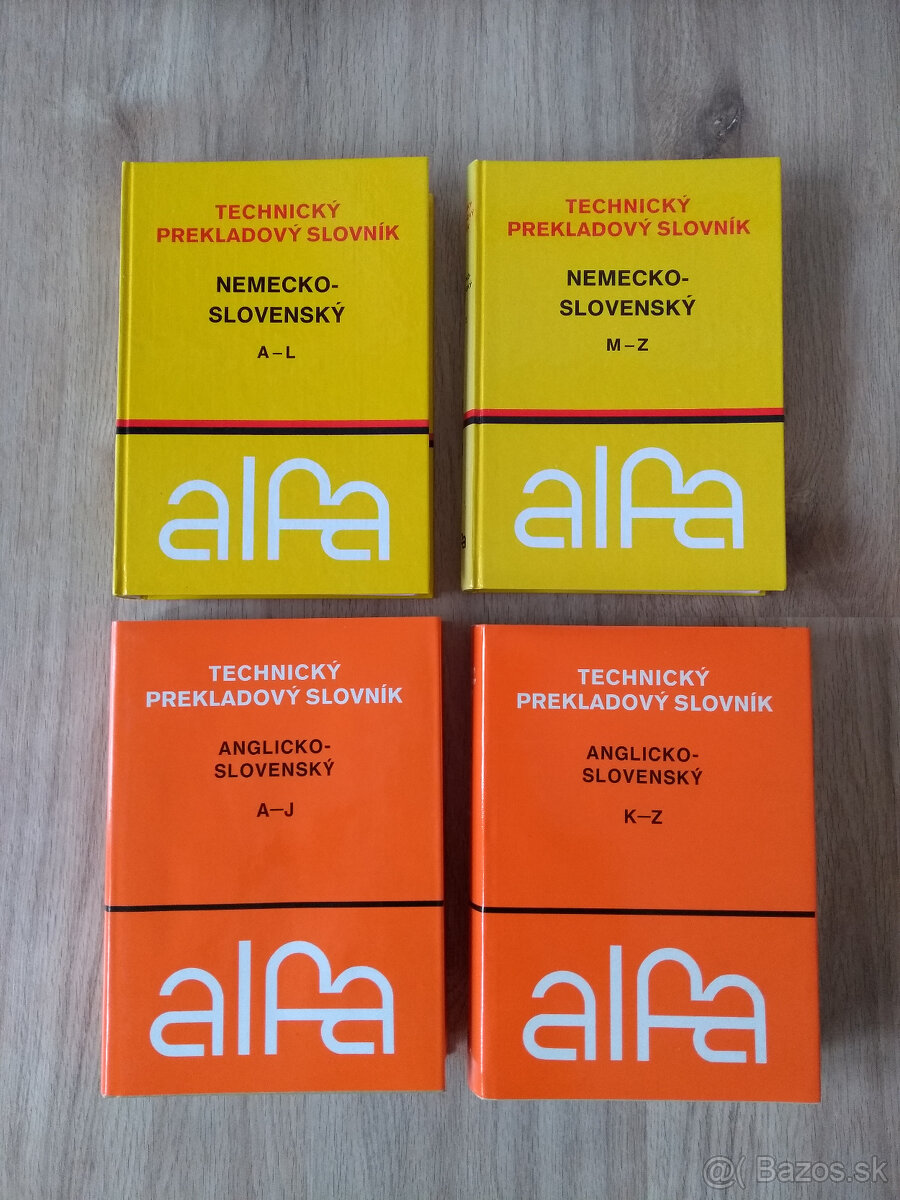 TECHNICKÝ
PREKLADOVÝ SLOVNÍK
NEMECKO-
SLOVENSKÝ
A–L
alfa
TECHNICKÝ
PREKLADOVÝ SLOVNÍK
NEMECKO-
SLOVENSKÝ
M–Z
alfa
TECHNICKÝ
PREKLADOVÝ SLOVNÍK
ANGLICKO-
SLOVENSKÝ
A—J
alfa
TECHNICKÝ
PREKLADOVÝ SLOVNÍK
ANGLICKO-
SLOVENSKÝ
K—Z
alfa
@( Bazos.sk